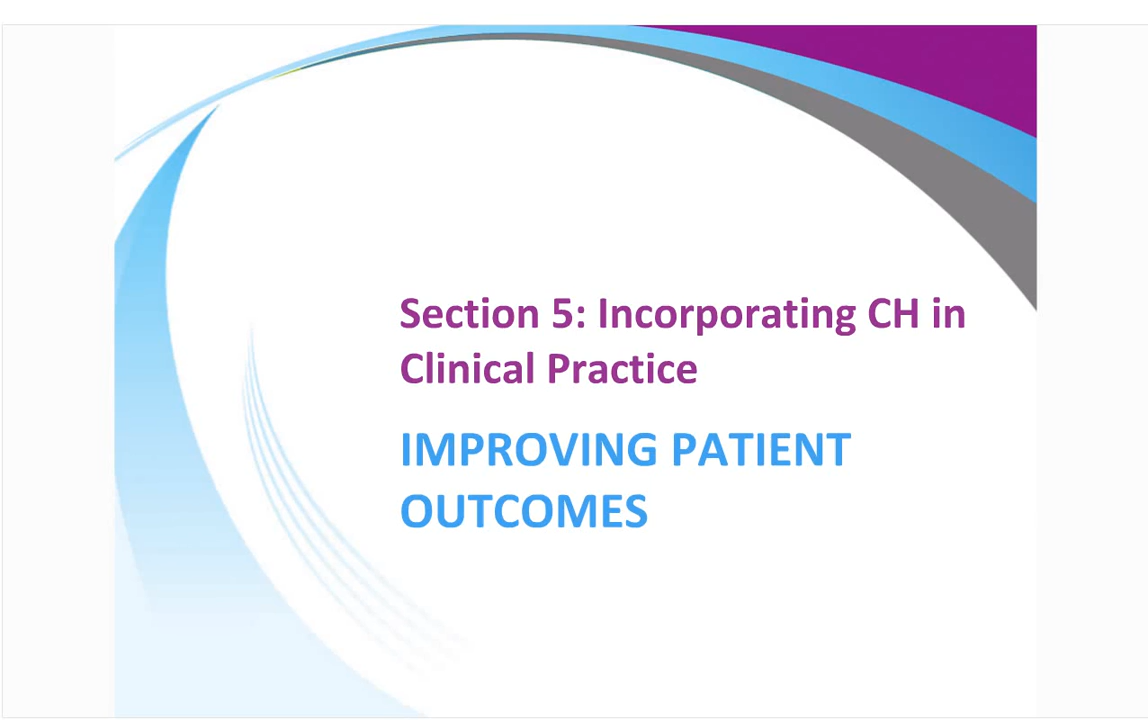 Section 5: Incorporating CH in
Clinical Practice
IMPROVING PATIENT
OUTCOMES